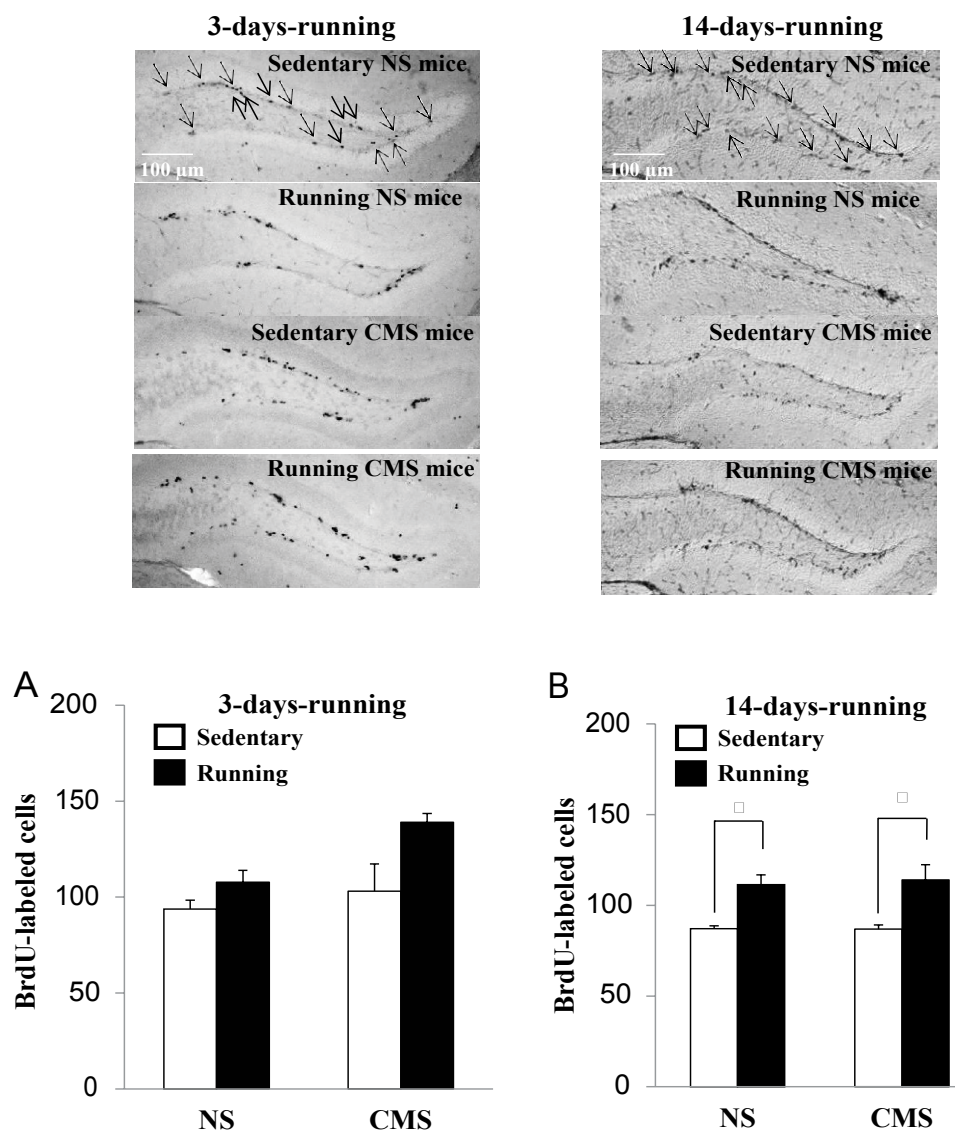 3-days-running
Sedentary NS mice
100 µm
Running NS mice
Sedentary CMS mice
Running CMS mice
14-days-running
Sedentary NS mice
100 µm
Running NS mice
Sedentary CMS mice
Running CMS mice
A
3-days-running
Sedentary
Running
BrdU-labeled cells
200
150
100
50
0
NS
CMS
B
14-days-running
Sedentary
Running
BrdU-labeled cells
200
150
100
50
0
NS
CMS